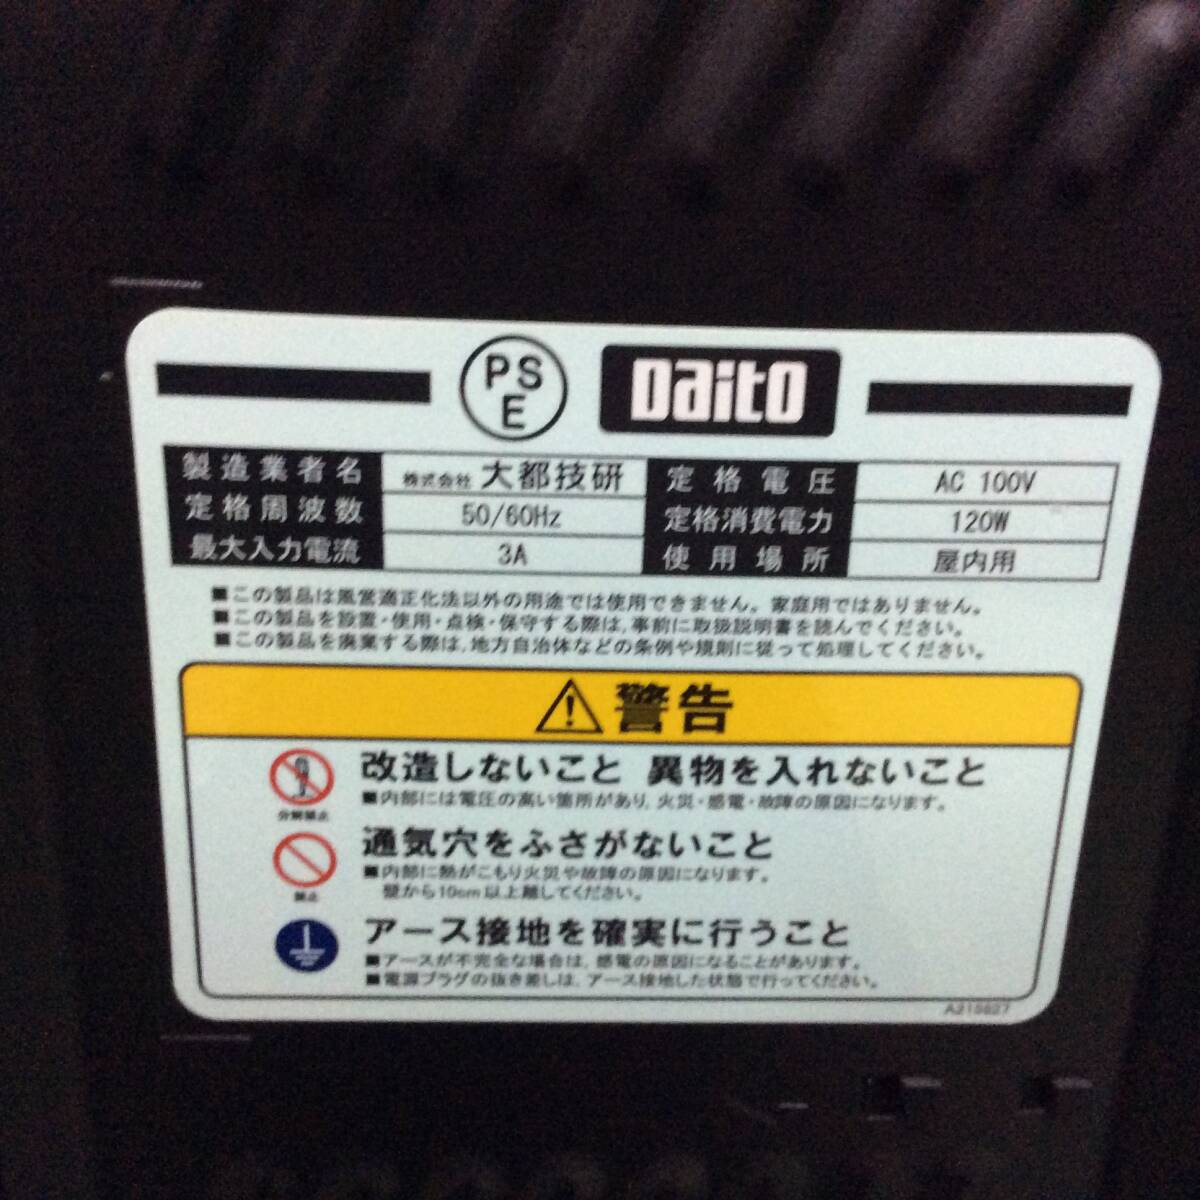 PSE Daito
製造業者名 株式会社 大都技研 定格電圧 AC 100V
定格周波数 50/60Hz 定格消費電力 120W
最大入力電流 3A 使用場所 屋内用
■この製品は風営適正化法以外の用途では使用できません。家庭用ではありません。
■この製品を設置・使用・点検・保守する際は,事前に取扱説明書を読んでください。
■この製品を廃棄する際は,地方自治体などの条例や規則に従って処理してください。
警告
改造しないこと 異物を入れないこと
■内部には電圧の高い箇所があり,火災・感電・故障の原因になります。
分解禁止
通気穴をふさがないこと
■内部に熱がこもり火災や故障の原因になります。
壁から10cm以上離してください。
禁止
アース接地を確実に行うこと
■アースが不完全な場合は,感電の原因になることがあります。
■電源プラグの抜き差しは,アース接地した状態で行ってください。